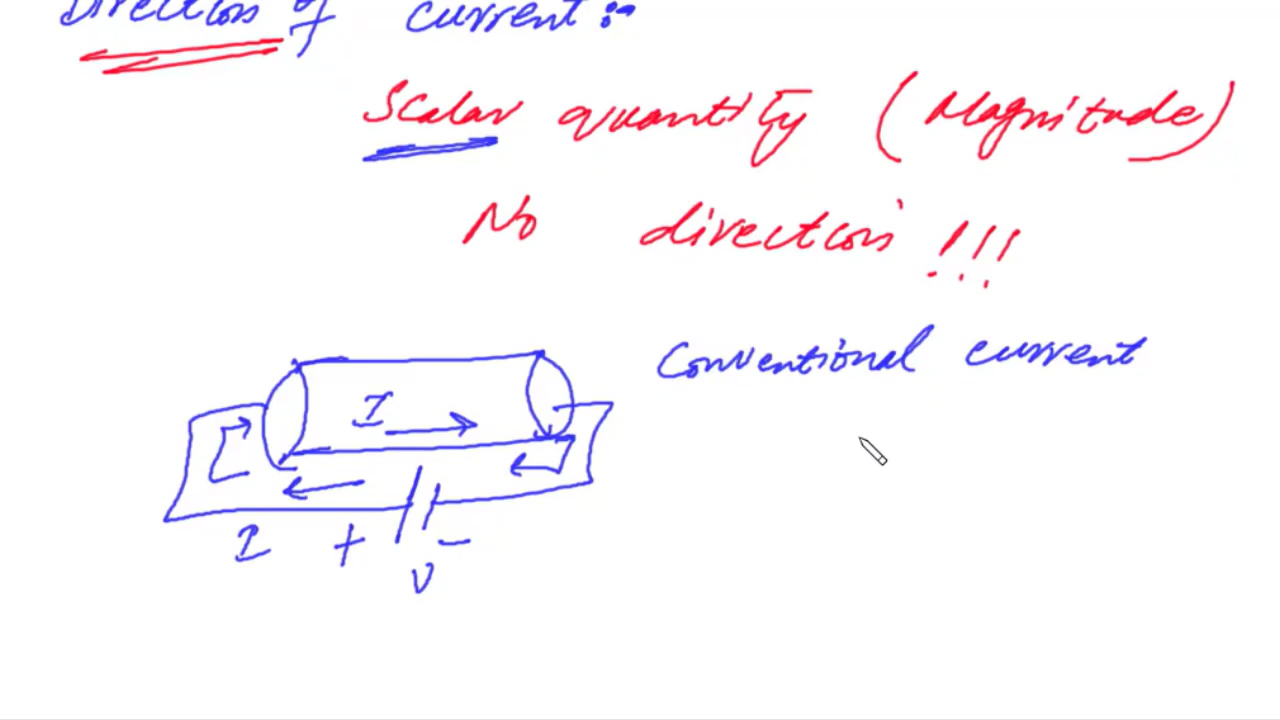 Direction of current:-
Scalar quantity (Magnitude)
No direction !!!
Conventional current
I
I + -
V